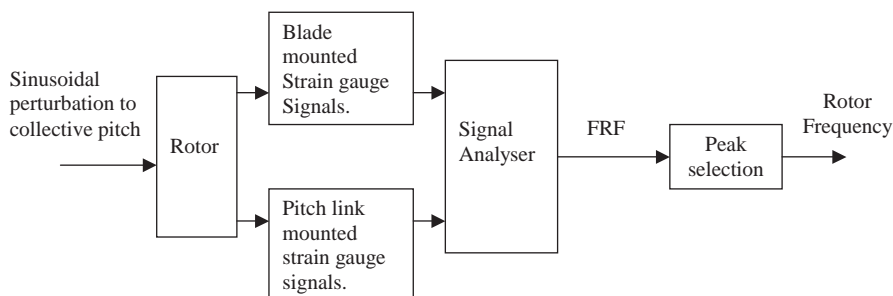 Sinusoidal
perturbation to
collective pitch
Rotor
Blade
mounted
Strain gauge
Signals.
Pitch link
mounted
strain gauge
signals.
Signal
Analyser
FRF
Peak
selection
Rotor
Frequency